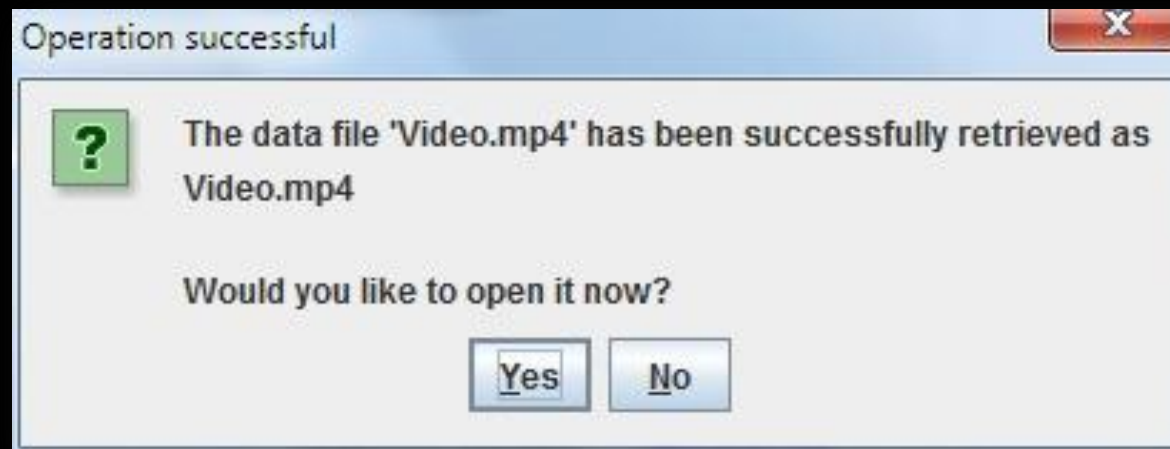 Operation successful
The data file 'Video.mp4' has been successfully retrieved as
Video.mp4
Would you like to open it now?
Yes No